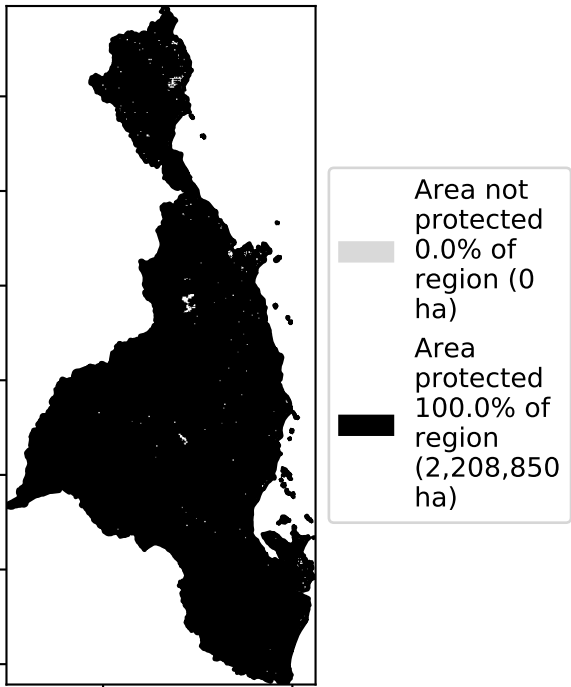 Area not
protected
0.0% of
region (0
ha)
Area
protected
100.0% of
region
(2,208,850
ha)